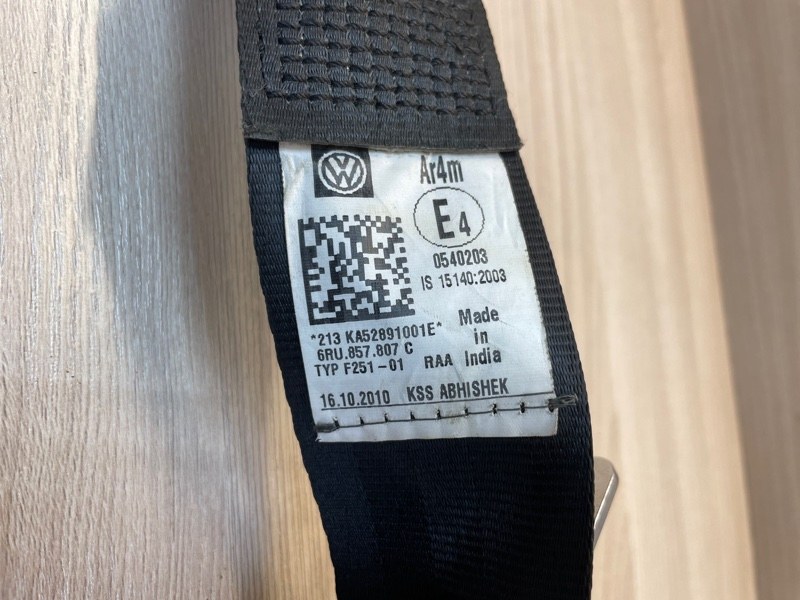 Ar4m
E4
0540203
IS 15140:2003
*213 KA52891001E*
6RU.857.807 C
TYP F251-01 RAA
Made
in
India
16.10.2010 KSS ABHISHEK